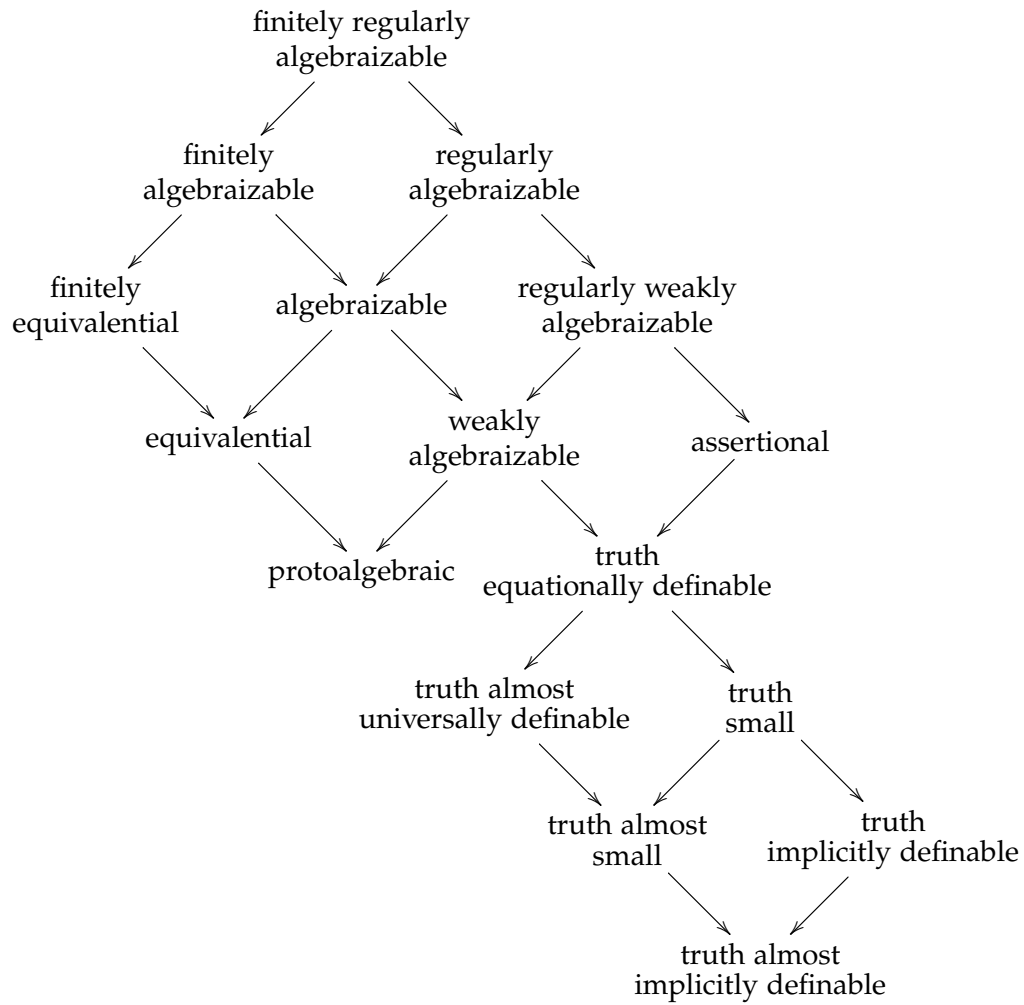 finitely regularly
algebraizable
finitely
algebraizable
regularly
algebraizable
finitely
equivalential
algebraizable
regularly weakly
algebraizable
equivalential
weakly
algebraizable
assertional
protoalgebraic
truth
equationally definable
truth almost
universally definable
truth
small
truth almost
small
truth
implicitly definable
truth almost
implicitly definable